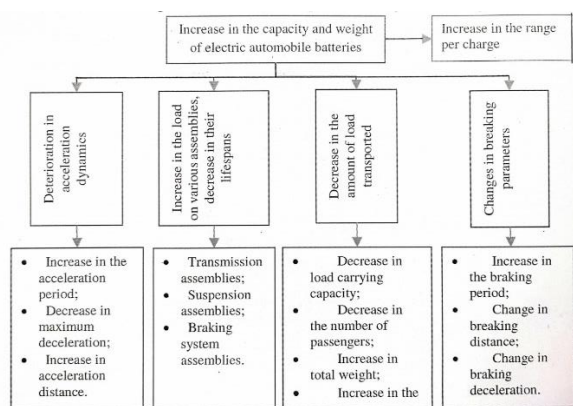 Increase in the capacity and weight
of electric automobile batteries
Increase in the range
per charge
Deterioration in
acceleration
dynamics
Increase in the load
on various assemblies,
decrease in their
lifespans
Decrease in the
amount of load
transported
Changes in breaking
parameters
• Increase in the
acceleration
period;
• Decrease in
maximum
deceleration;
• Increase in
acceleration
distance.
• Transmission
assemblies;
• Suspension
assemblies;
• Braking
system
assemblies.
• Decrease in
load carrying
capacity;
• Decrease in
the number of
passengers;
• Increase in
total weight;
• Increase in the
• Increase in
the braking
period;
• Change in
breaking
distance;
• Change in
braking
deceleration.